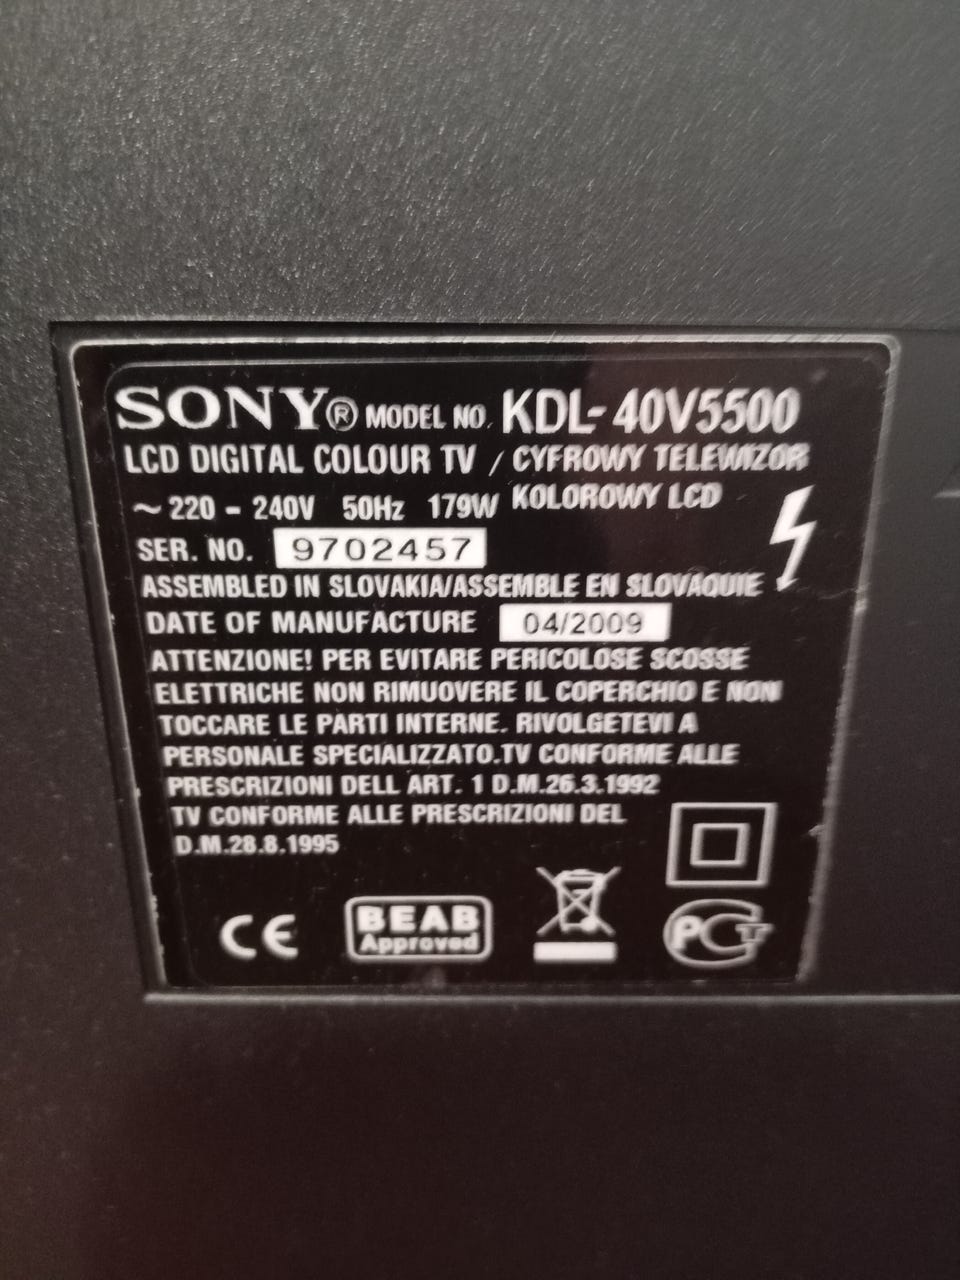 SONY® MODEL NO. KDL-40V5500
LCD DIGITAL COLOUR TV / CYFROWY TELEWIZOR
~ 220 - 240V 50Hz 179W KOLOROWY LCD
SER. NO. 9702457
ASSEMBLED IN SLOVAKIA/ASSEMBLE EN SLOVAQUIE
DATE OF MANUFACTURE 04/2009
ATTENZIONE! PER EVITARE PERICOLOSE SCOSSE
ELETTRICHE NON RIMUOVERE IL COPERCHIO E NON
TOCCARE LE PARTI INTERNE. RIVOLGETEVI A
PERSONALE SPECIALIZZATO.TV CONFORME ALLE
PRESCRIZIONI DELL ART. 1 D.M.26.3.1992
TV CONFORME ALLE PRESCRIZIONI DEL
D.M.28.8.1995
CE
BEAB
Approved
PCT